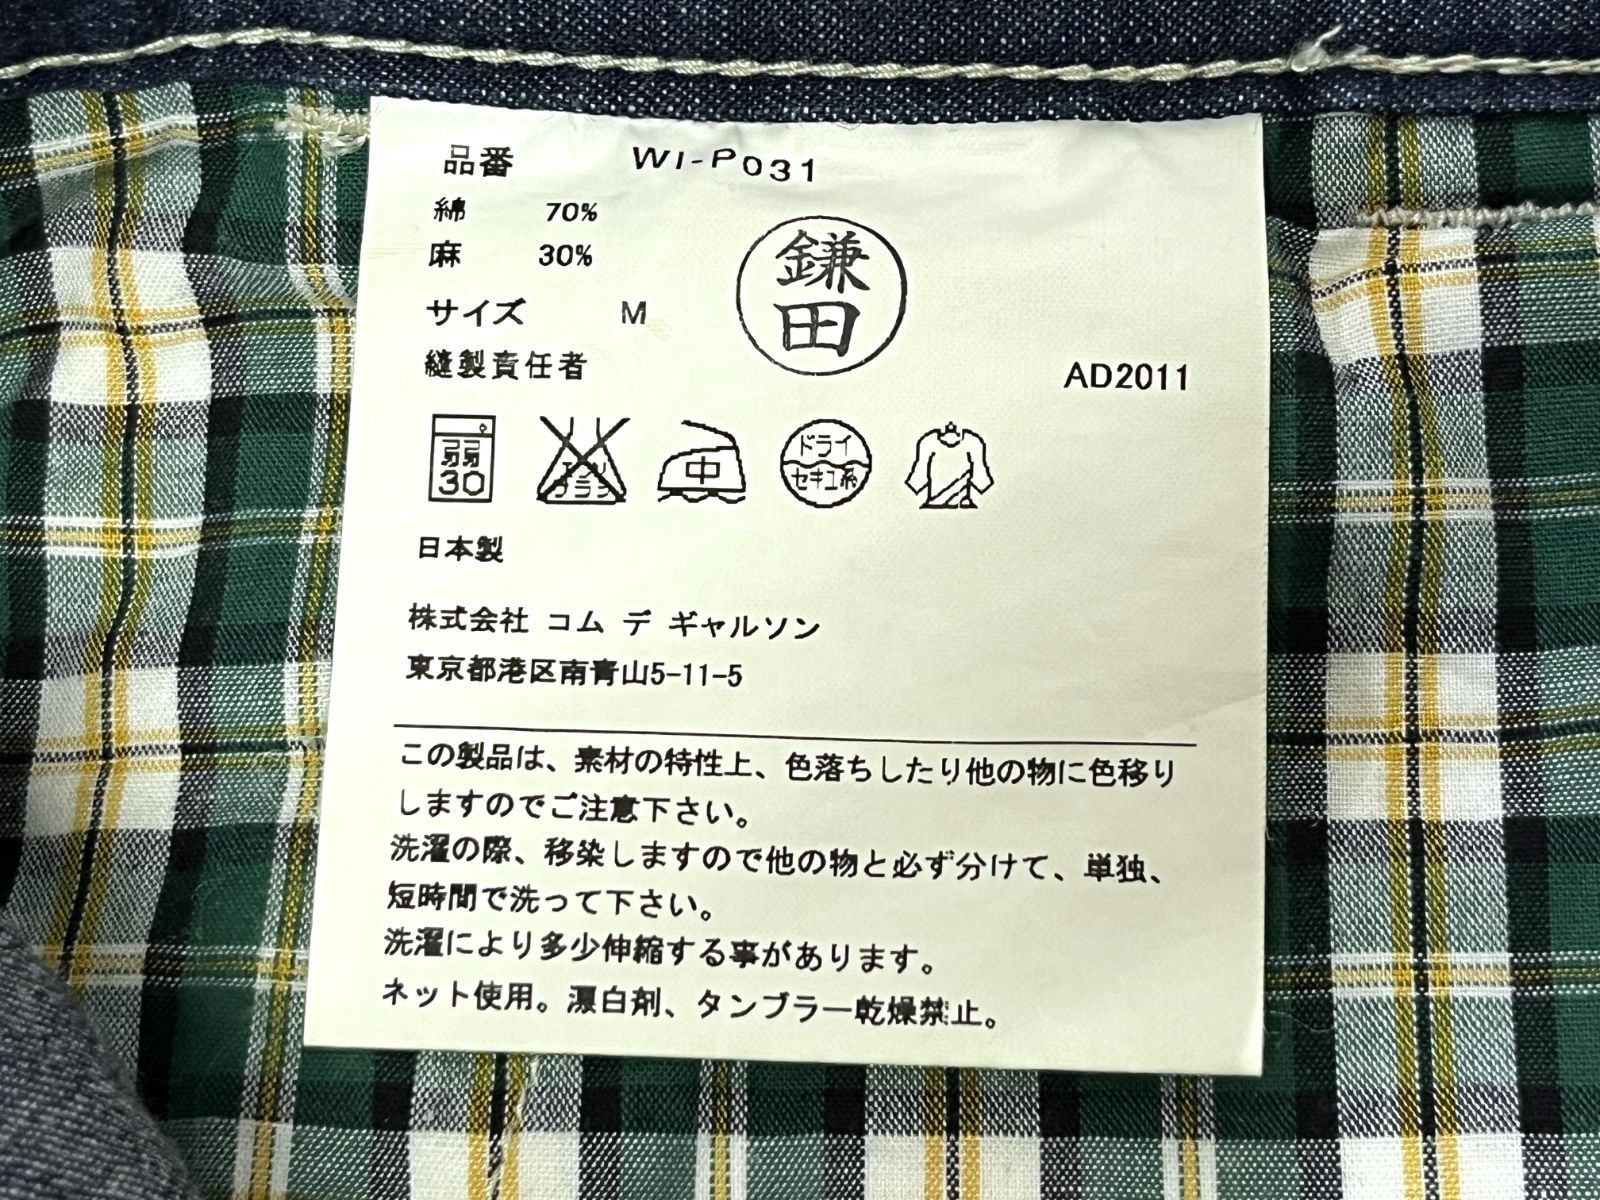 品番 WI-P031
綿 70%
麻 30%
サイズ M
縫製責任者
鎌田
AD2011
弱
30
エンソ
ドライ
セキユ系
中
日本製
株式会社 コム デ ギャルソン
東京都港区南青山5-11-5
この製品は、素材の特性上、色落ちしたり他の物に色移り
しますのでご注意下さい。
洗濯の際、移染しますので他の物と必ず分けて、単独、
短時間で洗って下さい。
洗濯により多少伸縮する事があります。
ネット使用。漂白剤、タンブラー乾燥禁止。